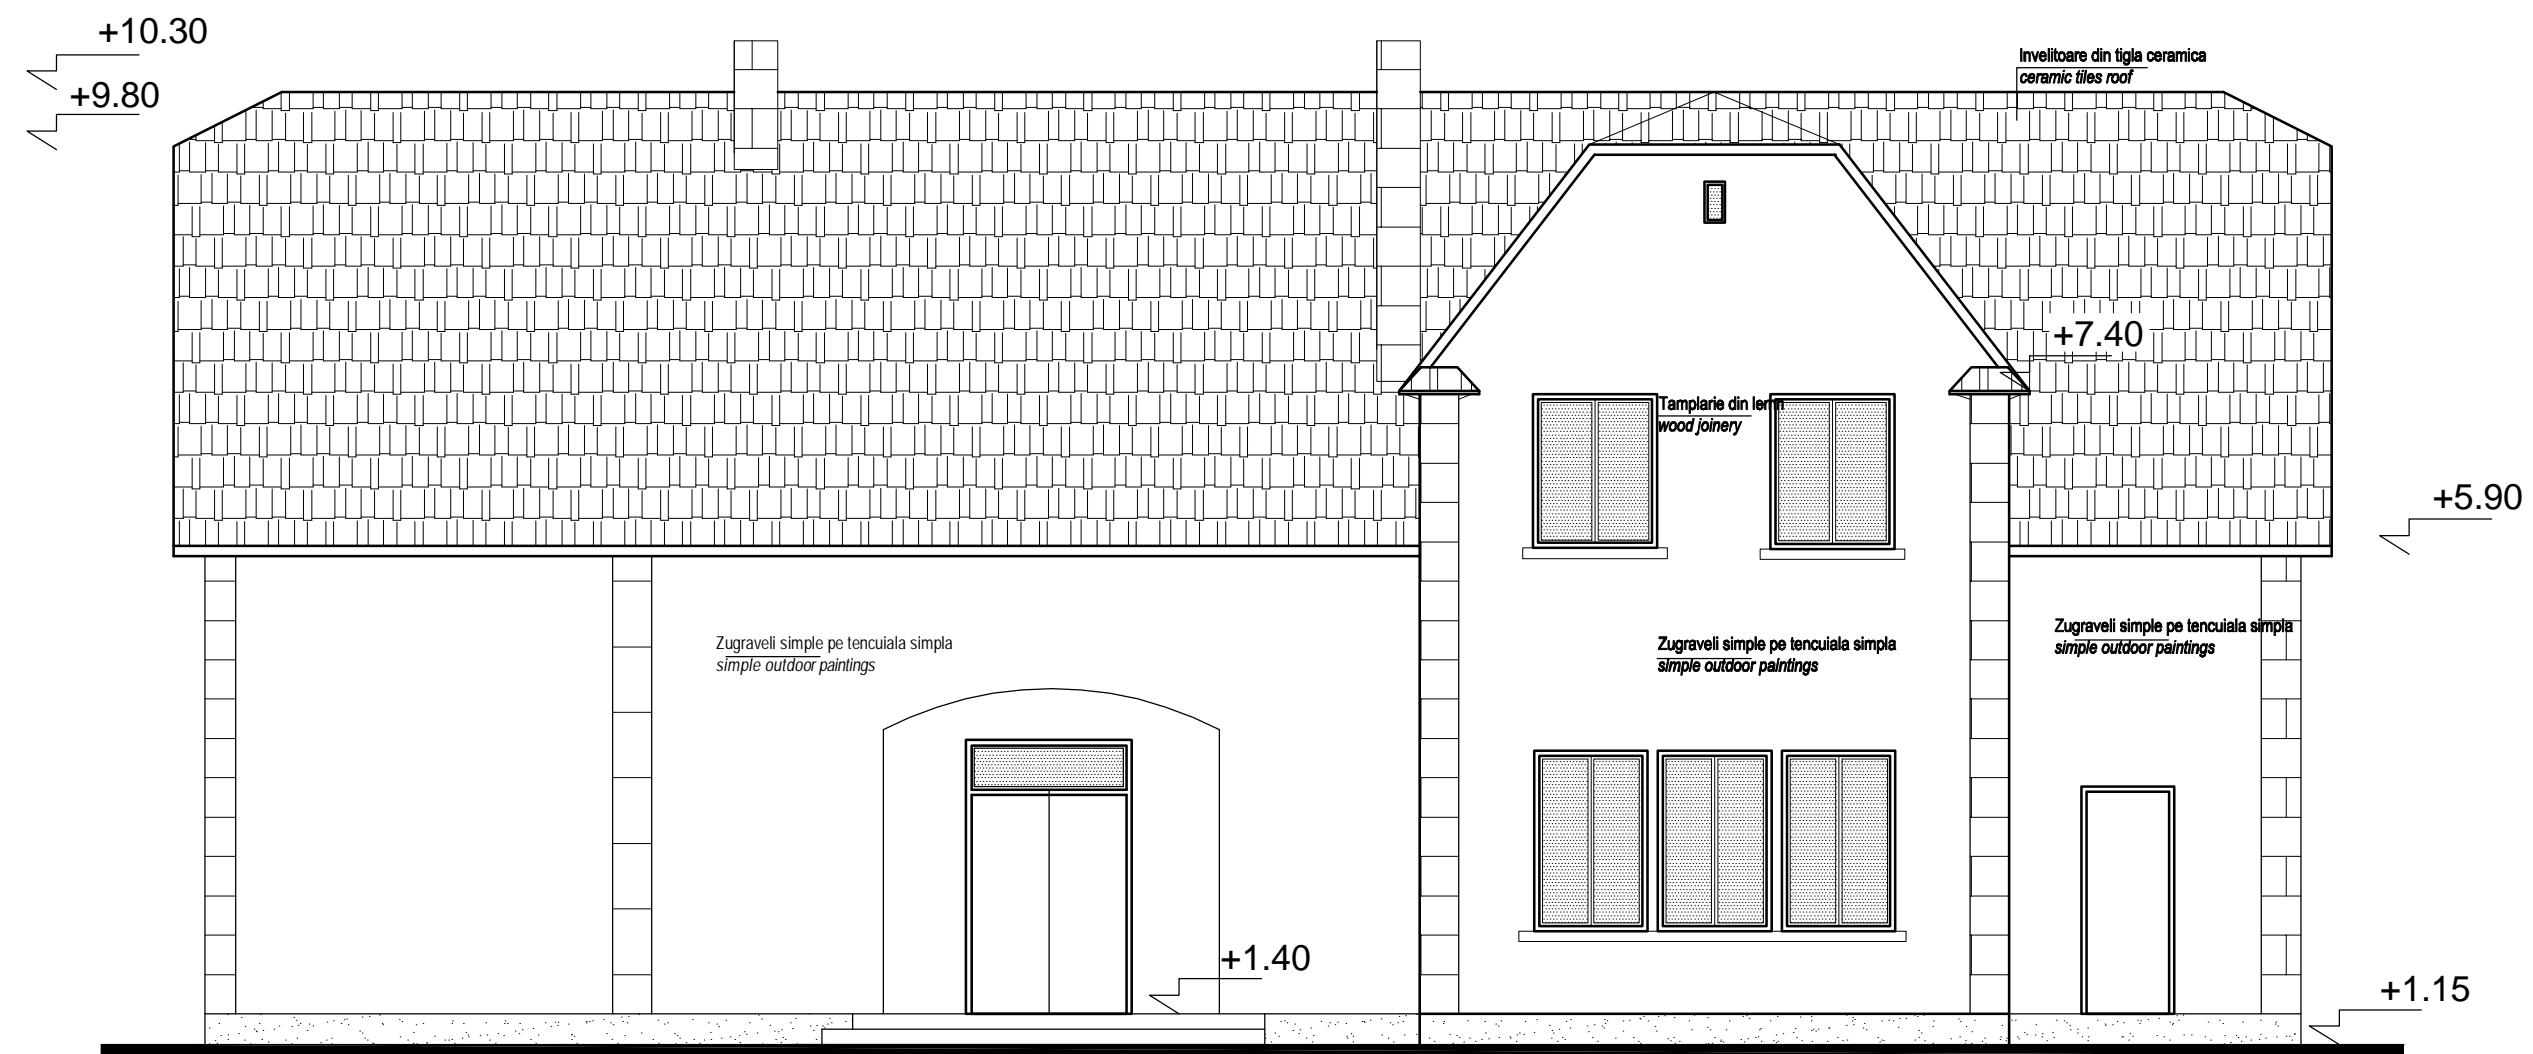 +10.30
+9.80
Invelitoare din tigla ceramica
ceramic tiles roof
+7.40
Tamplarie din lemn
wood joinery
+5.90
Zugraveli simple pe tencuiala simpla
simple outdoor paintings
Zugraveli simple pe tencuiala simpla
simple outdoor paintings
Zugraveli simple pe tencuiala simpla
simple outdoor paintings
+1.40
+1.15